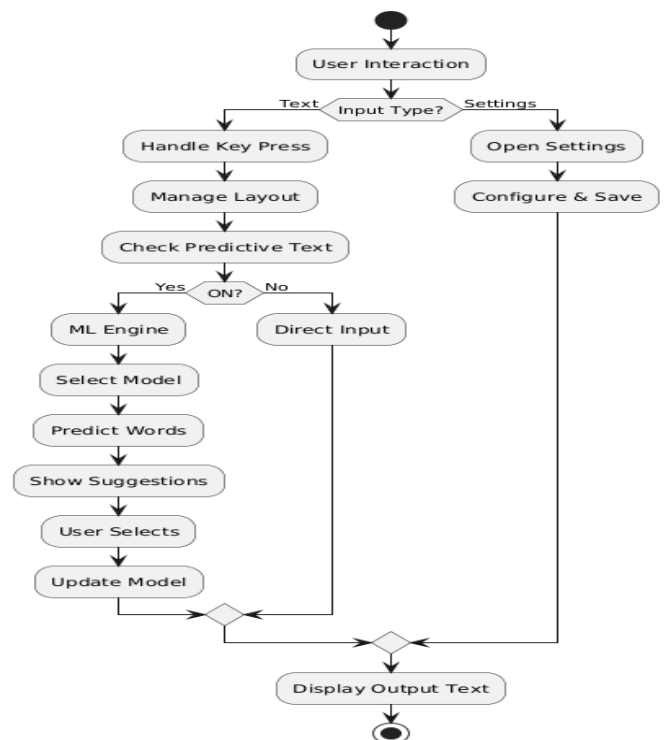 User Interaction
Text
Input Type?
Settings
Handle Key Press
Open Settings
Manage Layout
Configure & Save
Check Predictive Text
Yes
ON?
No
ML Engine
Direct Input
Select Model
Predict Words
Show Suggestions
User Selects
Update Model
Display Output Text